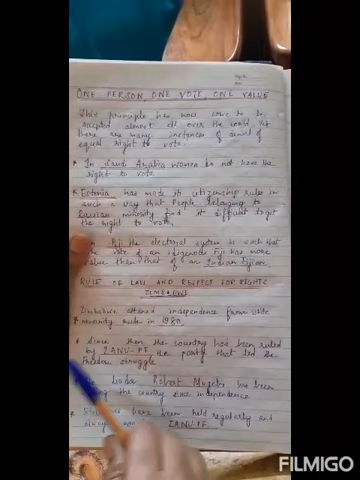 ONE PERSON, ONE VOTE, ONE VALUE
This principle has now come to be
accepted almost all over the world. Yet
there are many instances of denial of
equal right to vote.
In Saudi Arabia women do not have the
right to vote
Estonia has made its citizenship rules in
such a way that people belonging to
Russian minority find it difficult to get
the right to vote.
In Fiji the electoral system is such that
the vote of an indigenous Fiji has more
value than that of an Indian Fijian
RULE OF LAW AND RESPECT FOR RIGHTS
Zimbabwe attained independence from white
minority rule in 1980
Since then the country has been ruled
by ZANU-PF party that led the
freedom struggle
leader Robert Mugabe has been
the country since independence
have been held regularly and
always ZANU-PF.
FILMIGO